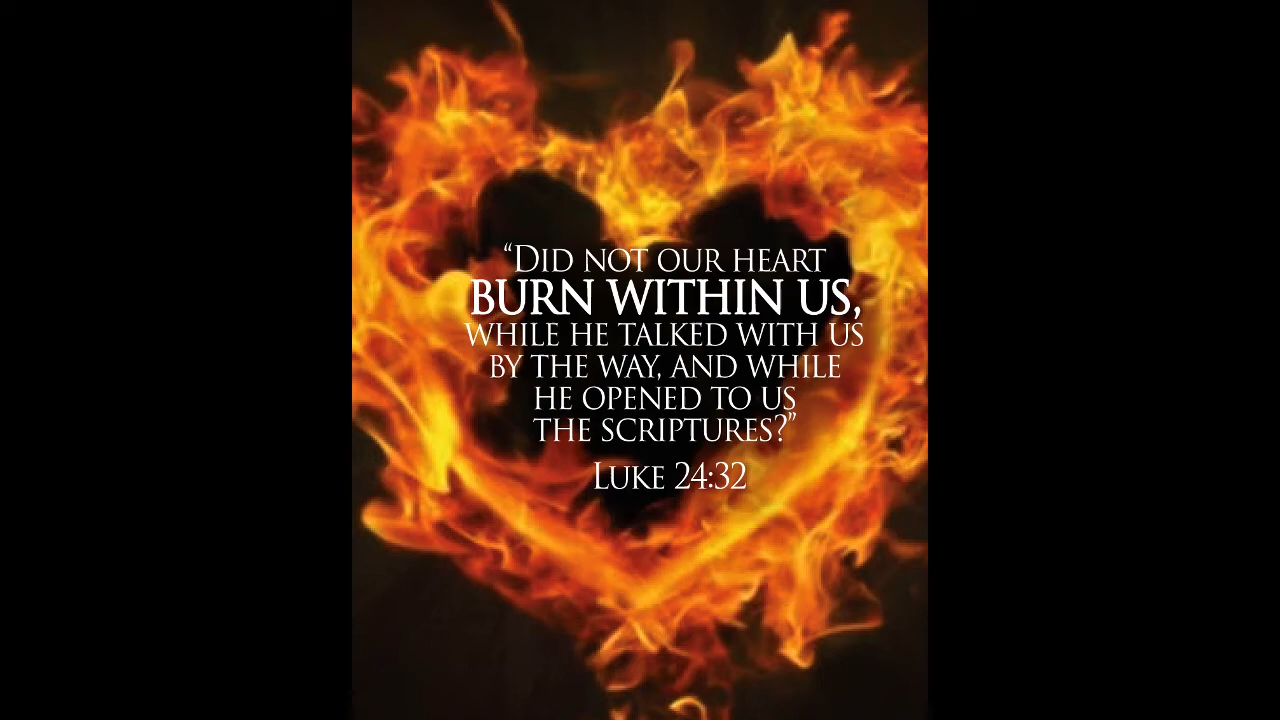 “DID NOT OUR HEART
BURN WITHIN US,
WHILE HE TALKED WITH US
BY THE WAY, AND WHILE
HE OPENED TO US
THE SCRIPTURES?”
LUKE 24:32